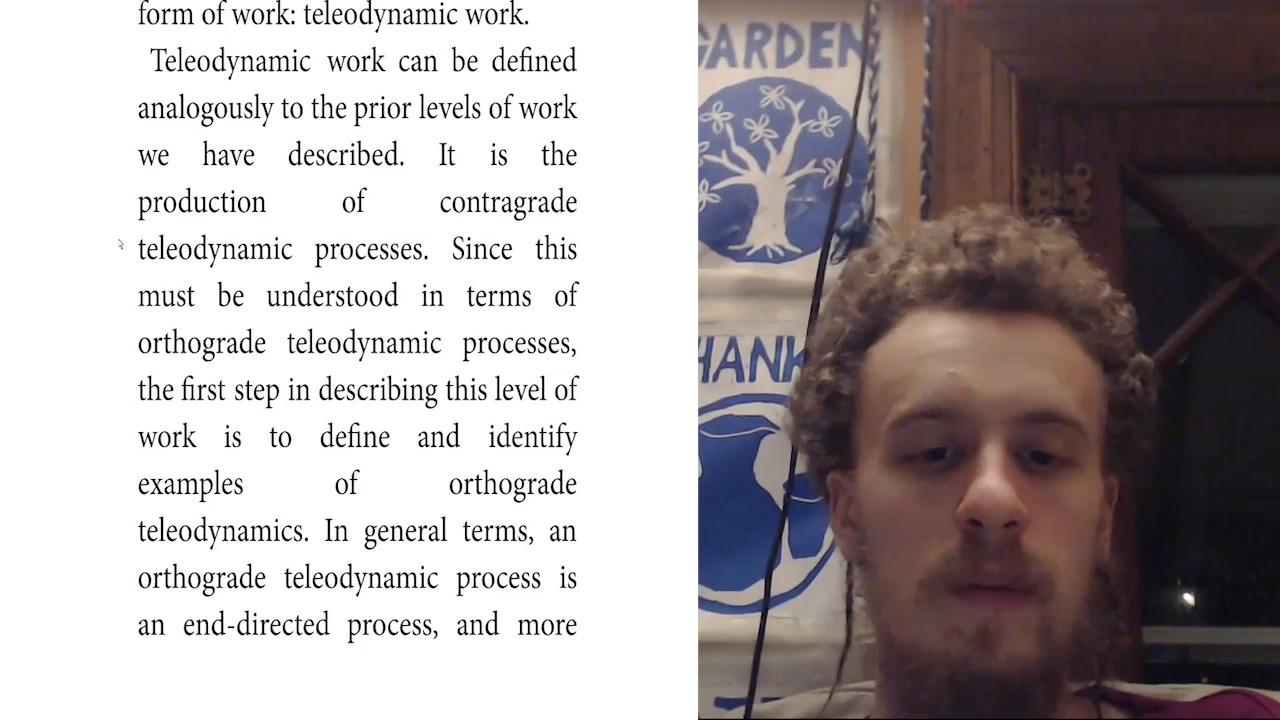 form of work: teleodynamic work.
Teleodynamic work can be defined
analogously to the prior levels of work
we have described. It is the
production of contragrade
teleodynamic processes. Since this
must be understood in terms of
orthograde teleodynamic processes,
the first step in describing this level of
work is to define and identify
examples of orthograde
teleodynamics. In general terms, an
orthograde teleodynamic process is
an end-directed process, and more
GARDEN